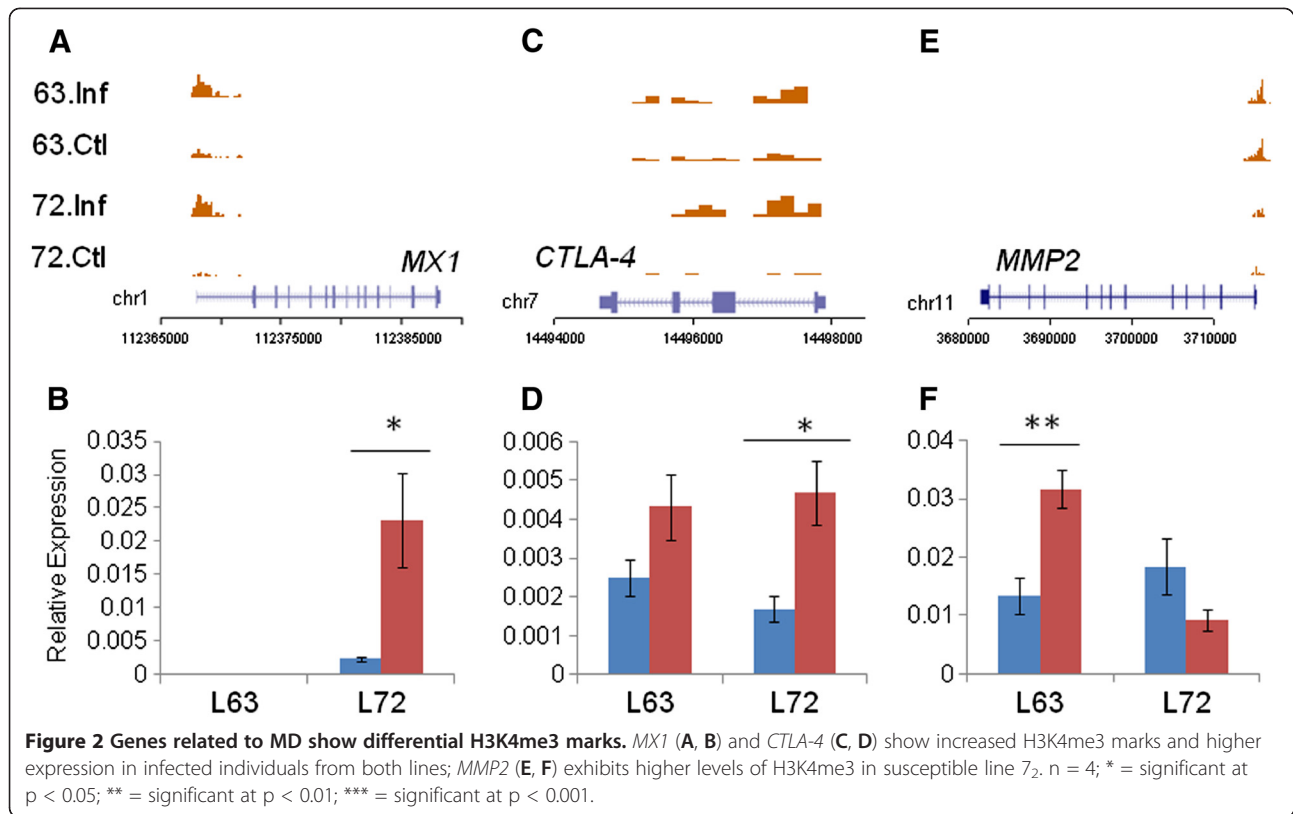 A C E
63.Inf
63.Ctl
72.Inf
72.Ctl
MX1
chr1
112365000 112375000 112385000
CTLA-4
chr7
14494000 14496000 14498000
MMP2
chr11
3680000 3690000 3700000 3710000
B
Relative Expression
0.035
0.03
0.025
0.02
0.015
0.01
0.005
0
*
L63 L72
D
0.006
0.005
0.004
0.003
0.002
0.001
0
*
L63 L72
F
0.04
0.03
0.02
0.01
0
**
L63 L72
Figure 2 Genes related to MD show differential H3K4me3 marks. MX1 (A, B) and CTLA-4 (C, D) show increased H3K4me3 marks and higher
expression in infected individuals from both lines; MMP2 (E, F) exhibits higher levels of H3K4me3 in susceptible line 7₂. n = 4; * = significant at
p < 0.05; ** = significant at p < 0.01; *** = significant at p < 0.001.